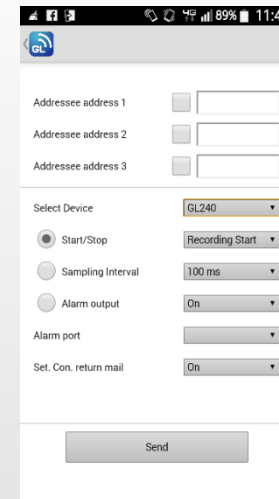 4G 89% 11:4
GL
Addressee address 1
Addressee address 2
Addressee address 3
Select Device GL240
Start/Stop Recording Start
Sampling Interval 100 ms
Alarm output On
Alarm port
Set. Con. return mail On
Send